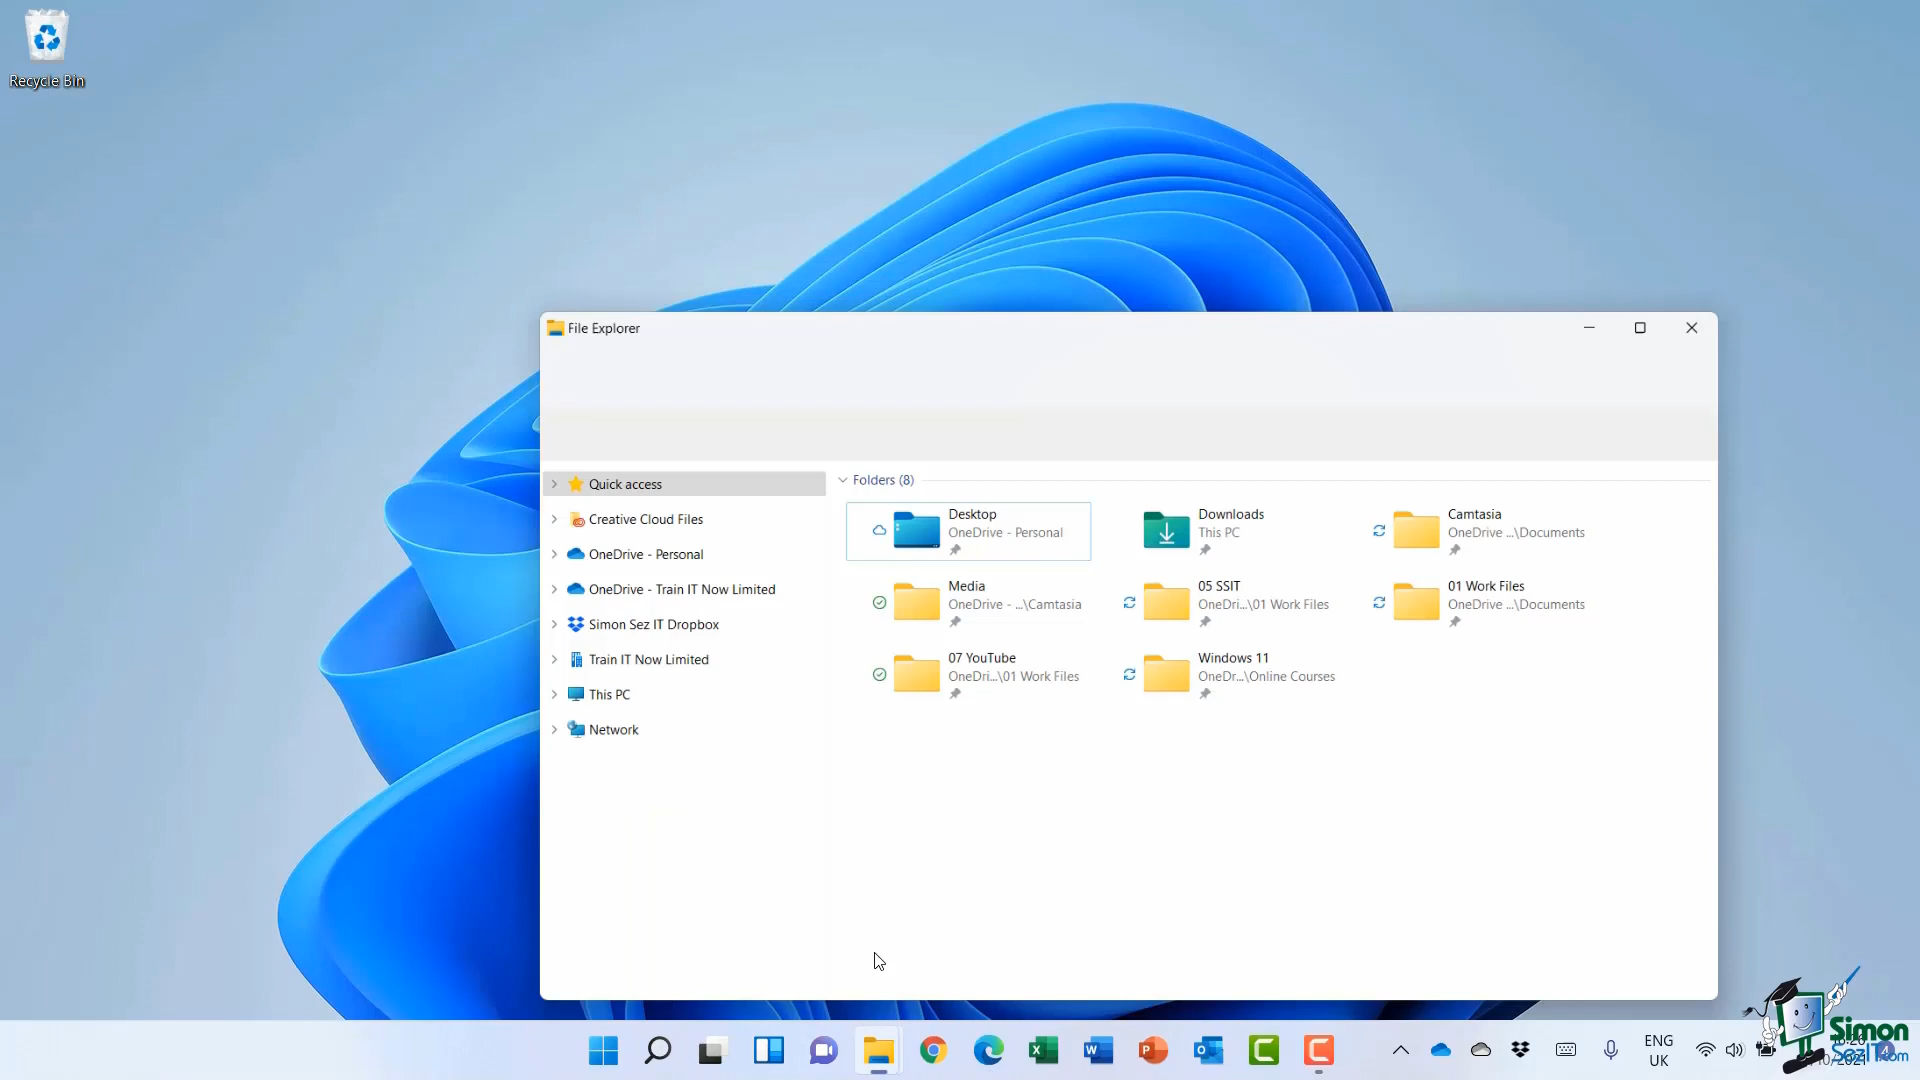 Recycle Bin
File Explorer
Quick access
Creative Cloud Files
OneDrive - Personal
OneDrive - Train IT Now Limited
Simon Sez IT Dropbox
Train IT Now Limited
This PC
Network
Folders (8)
Desktop
OneDrive - Personal
Downloads
This PC
Camtasia
OneDrive ...\Documents
Media
OneDrive - ...\Camtasia
05 SSIT
OneDri...\01 Work Files
01 Work Files
OneDrive ...\Documents
07 YouTube
OneDri...\01 Work Files
Windows 11
OneDr...\Online Courses
ENG
UK
Simon
SezIT.com